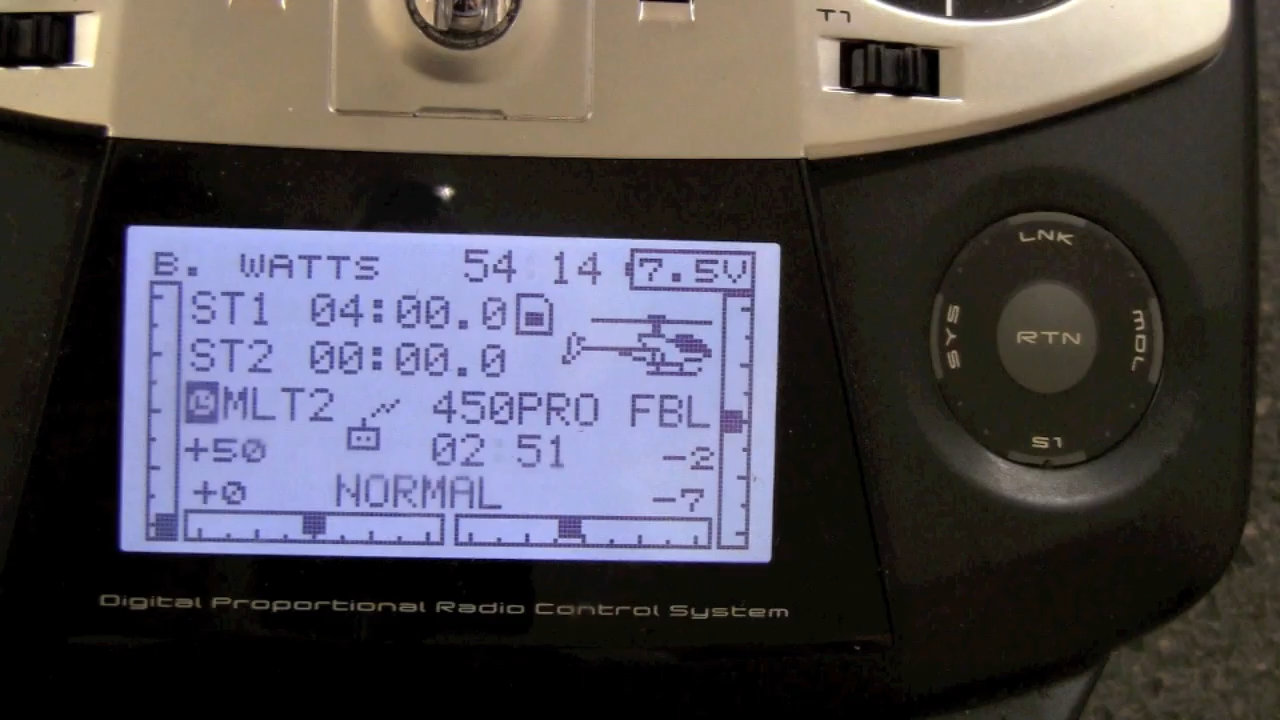 T1
B. WATTS 54:14 7.5V
ST1 04:00.0
ST2 00:00.0
MLT2 450PRO FBL
+50 02:51 -2
+0 NORMAL -7
LNK
SYS RTN MDL
S1
Digital Proportional Radio Control System